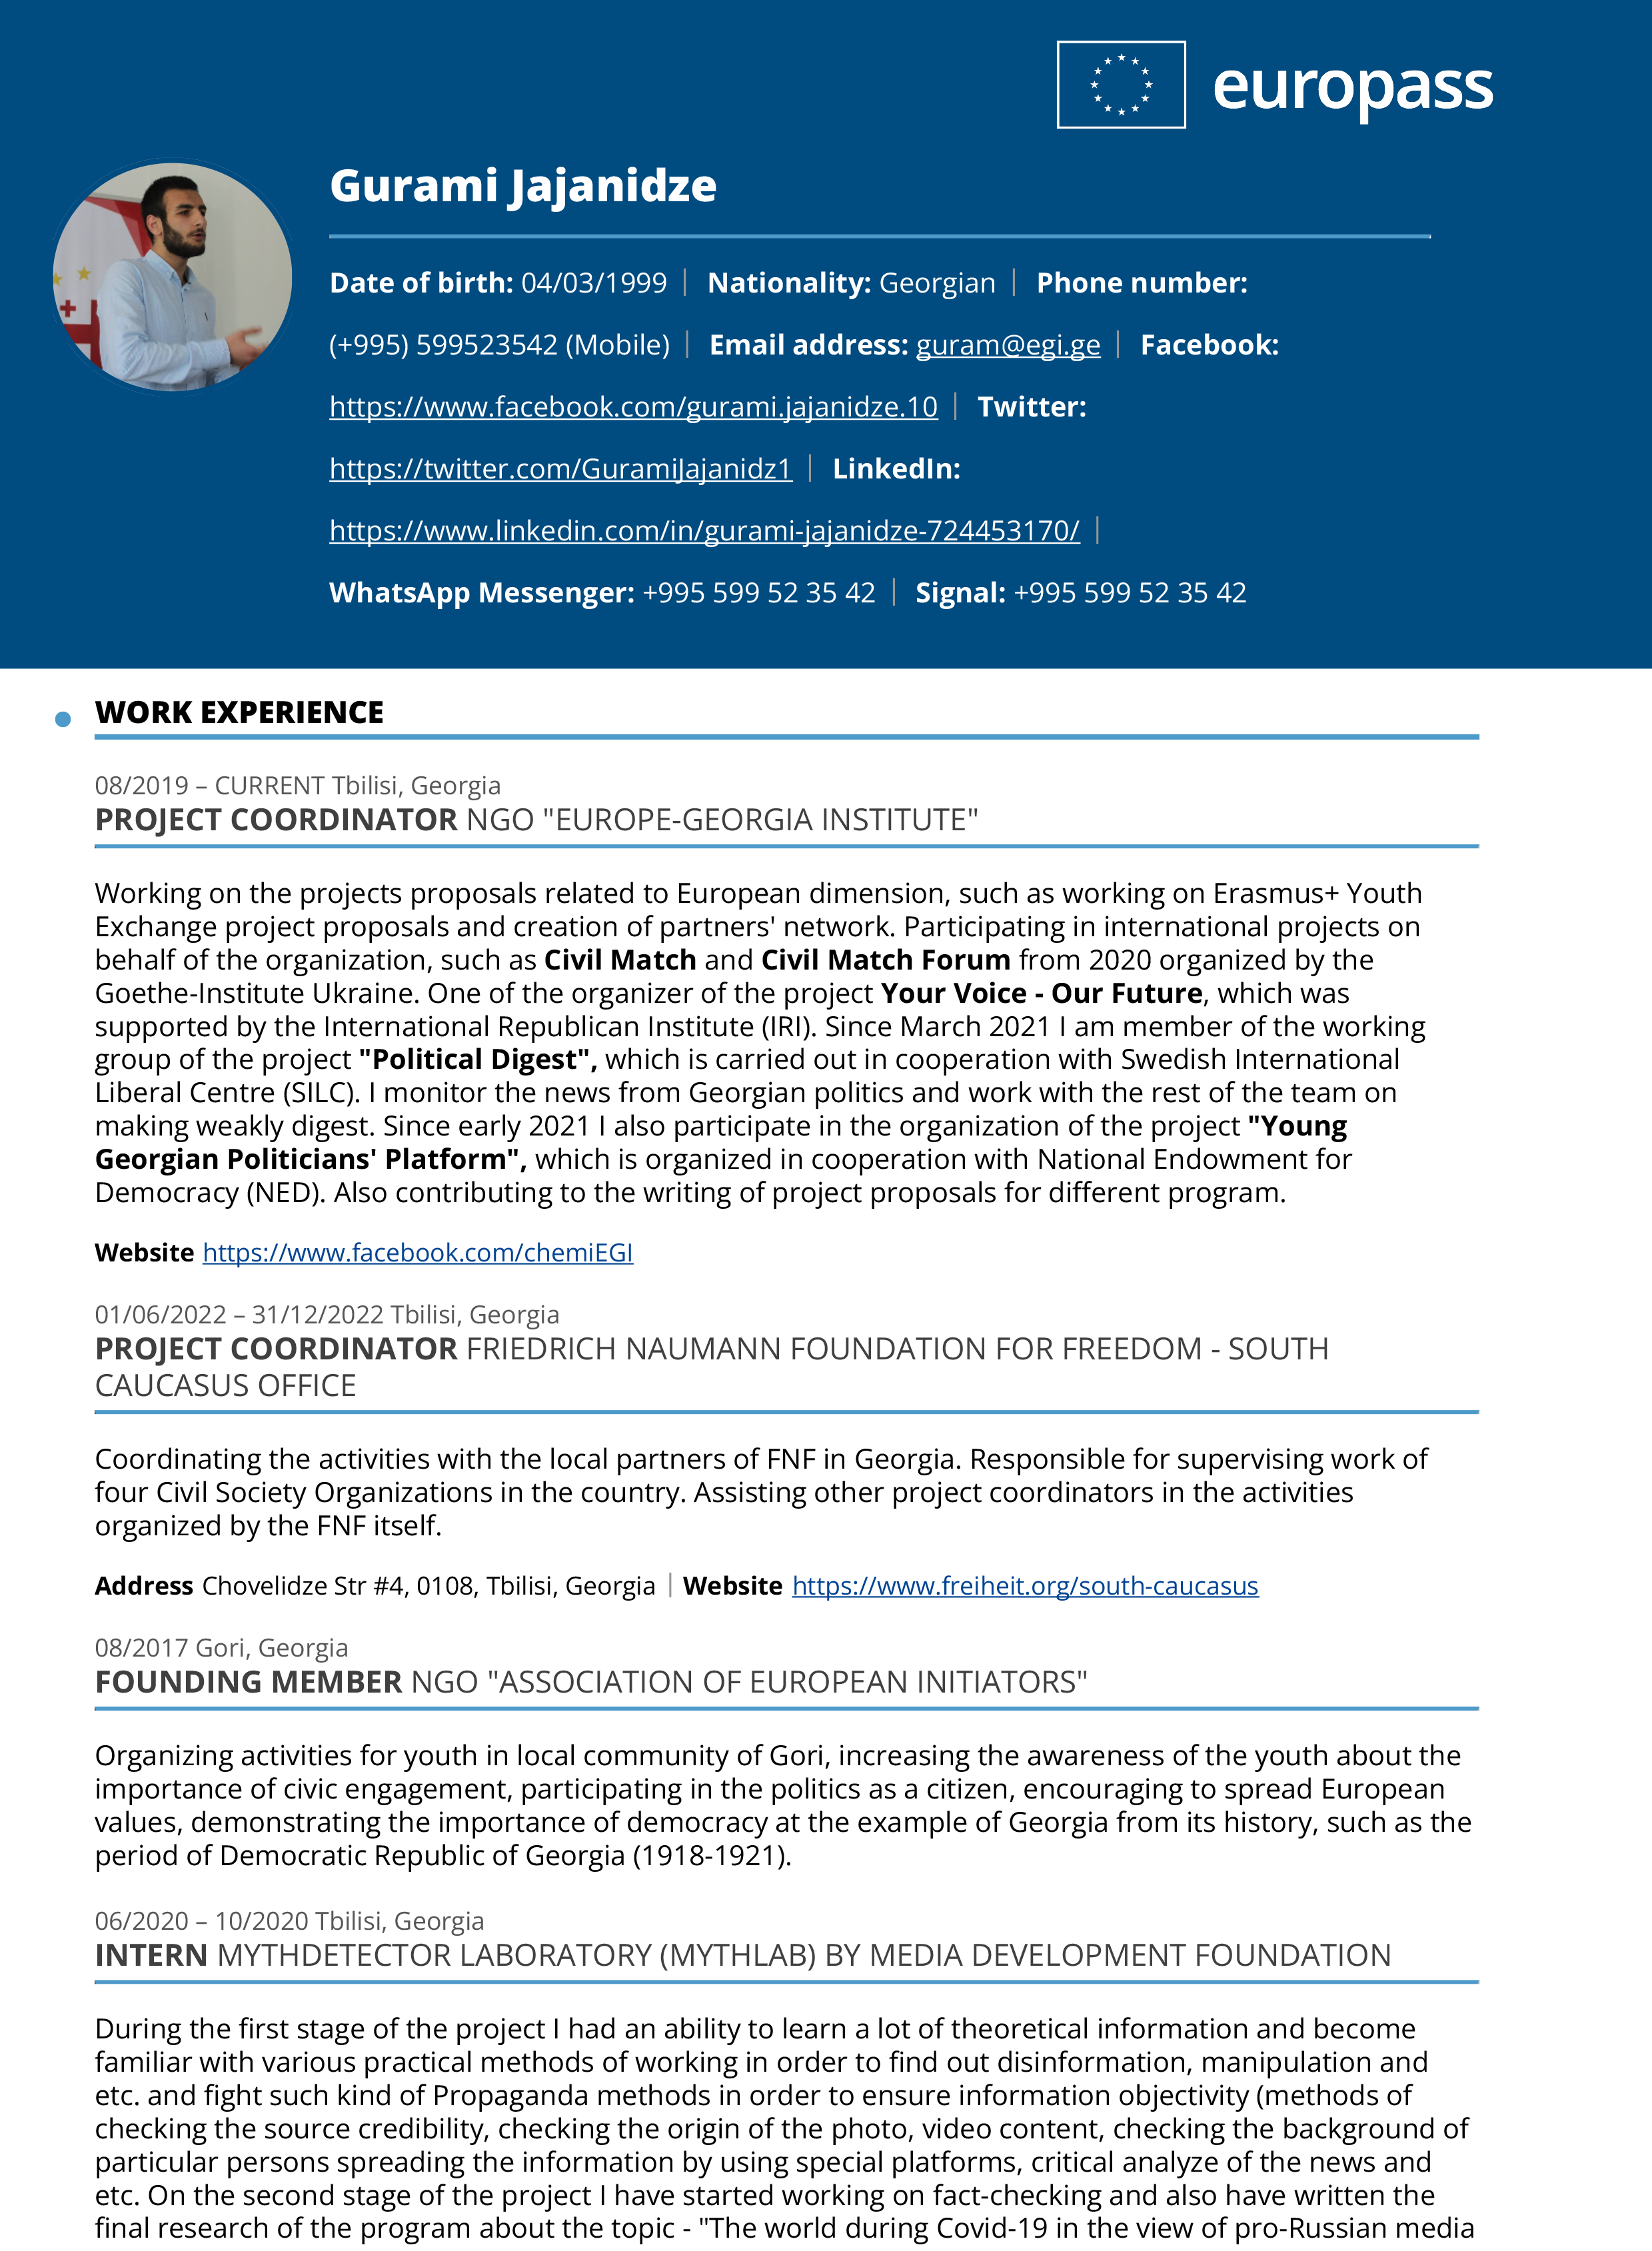 europass
Gurami Jajanidze
Date of birth: 04/03/1999 | Nationality: Georgian | Phone number:
(+995) 599523542 (Mobile) | Email address: guram@egi.ge | Facebook:
https://www.facebook.com/gurami.jajanidze.10 | Twitter:
https://twitter.com/GuramiJajanidz1 | LinkedIn:
https://www.linkedin.com/in/gurami-jajanidze-724453170/ |
WhatsApp Messenger: +995 599 52 35 42 | Signal: +995 599 52 35 42
WORK EXPERIENCE
08/2019 – CURRENT Tbilisi, Georgia
PROJECT COORDINATOR NGO "EUROPE-GEORGIA INSTITUTE"
Working on the projects proposals related to European dimension, such as working on Erasmus+ Youth
Exchange project proposals and creation of partners' network. Participating in international projects on
behalf of the organization, such as Civil Match and Civil Match Forum from 2020 organized by the
Goethe-Institute Ukraine. One of the organizer of the project Your Voice - Our Future, which was
supported by the International Republican Institute (IRI). Since March 2021 I am member of the working
group of the project "Political Digest", which is carried out in cooperation with Swedish International
Liberal Centre (SILC). I monitor the news from Georgian politics and work with the rest of the team on
making weakly digest. Since early 2021 I also participate in the organization of the project "Young
Georgian Politicians' Platform", which is organized in cooperation with National Endowment for
Democracy (NED). Also contributing to the writing of project proposals for different program.
Website https://www.facebook.com/chemiEGI
01/06/2022 – 31/12/2022 Tbilisi, Georgia
PROJECT COORDINATOR FRIEDRICH NAUMANN FOUNDATION FOR FREEDOM - SOUTH
CAUCASUS OFFICE
Coordinating the activities with the local partners of FNF in Georgia. Responsible for supervising work of
four Civil Society Organizations in the country. Assisting other project coordinators in the activities
organized by the FNF itself.
Address Chovelidze Str #4, 0108, Tbilisi, Georgia | Website https://www.freiheit.org/south-caucasus
08/2017 Gori, Georgia
FOUNDING MEMBER NGO "ASSOCIATION OF EUROPEAN INITIATORS"
Organizing activities for youth in local community of Gori, increasing the awareness of the youth about the
importance of civic engagement, participating in the politics as a citizen, encouraging to spread European
values, demonstrating the importance of democracy at the example of Georgia from its history, such as the
period of Democratic Republic of Georgia (1918-1921).
06/2020 – 10/2020 Tbilisi, Georgia
INTERN MYTHDETECTOR LABORATORY (MYTHLAB) BY MEDIA DEVELOPMENT FOUNDATION
During the first stage of the project I had an ability to learn a lot of theoretical information and become
familiar with various practical methods of working in order to find out disinformation, manipulation and
etc. and fight such kind of Propaganda methods in order to ensure information objectivity (methods of
checking the source credibility, checking the origin of the photo, video content, checking the background of
particular persons spreading the information by using special platforms, critical analyze of the news and
etc. On the second stage of the project I have started working on fact-checking and also have written the
final research of the program about the topic - "The world during Covid-19 in the view of pro-Russian media